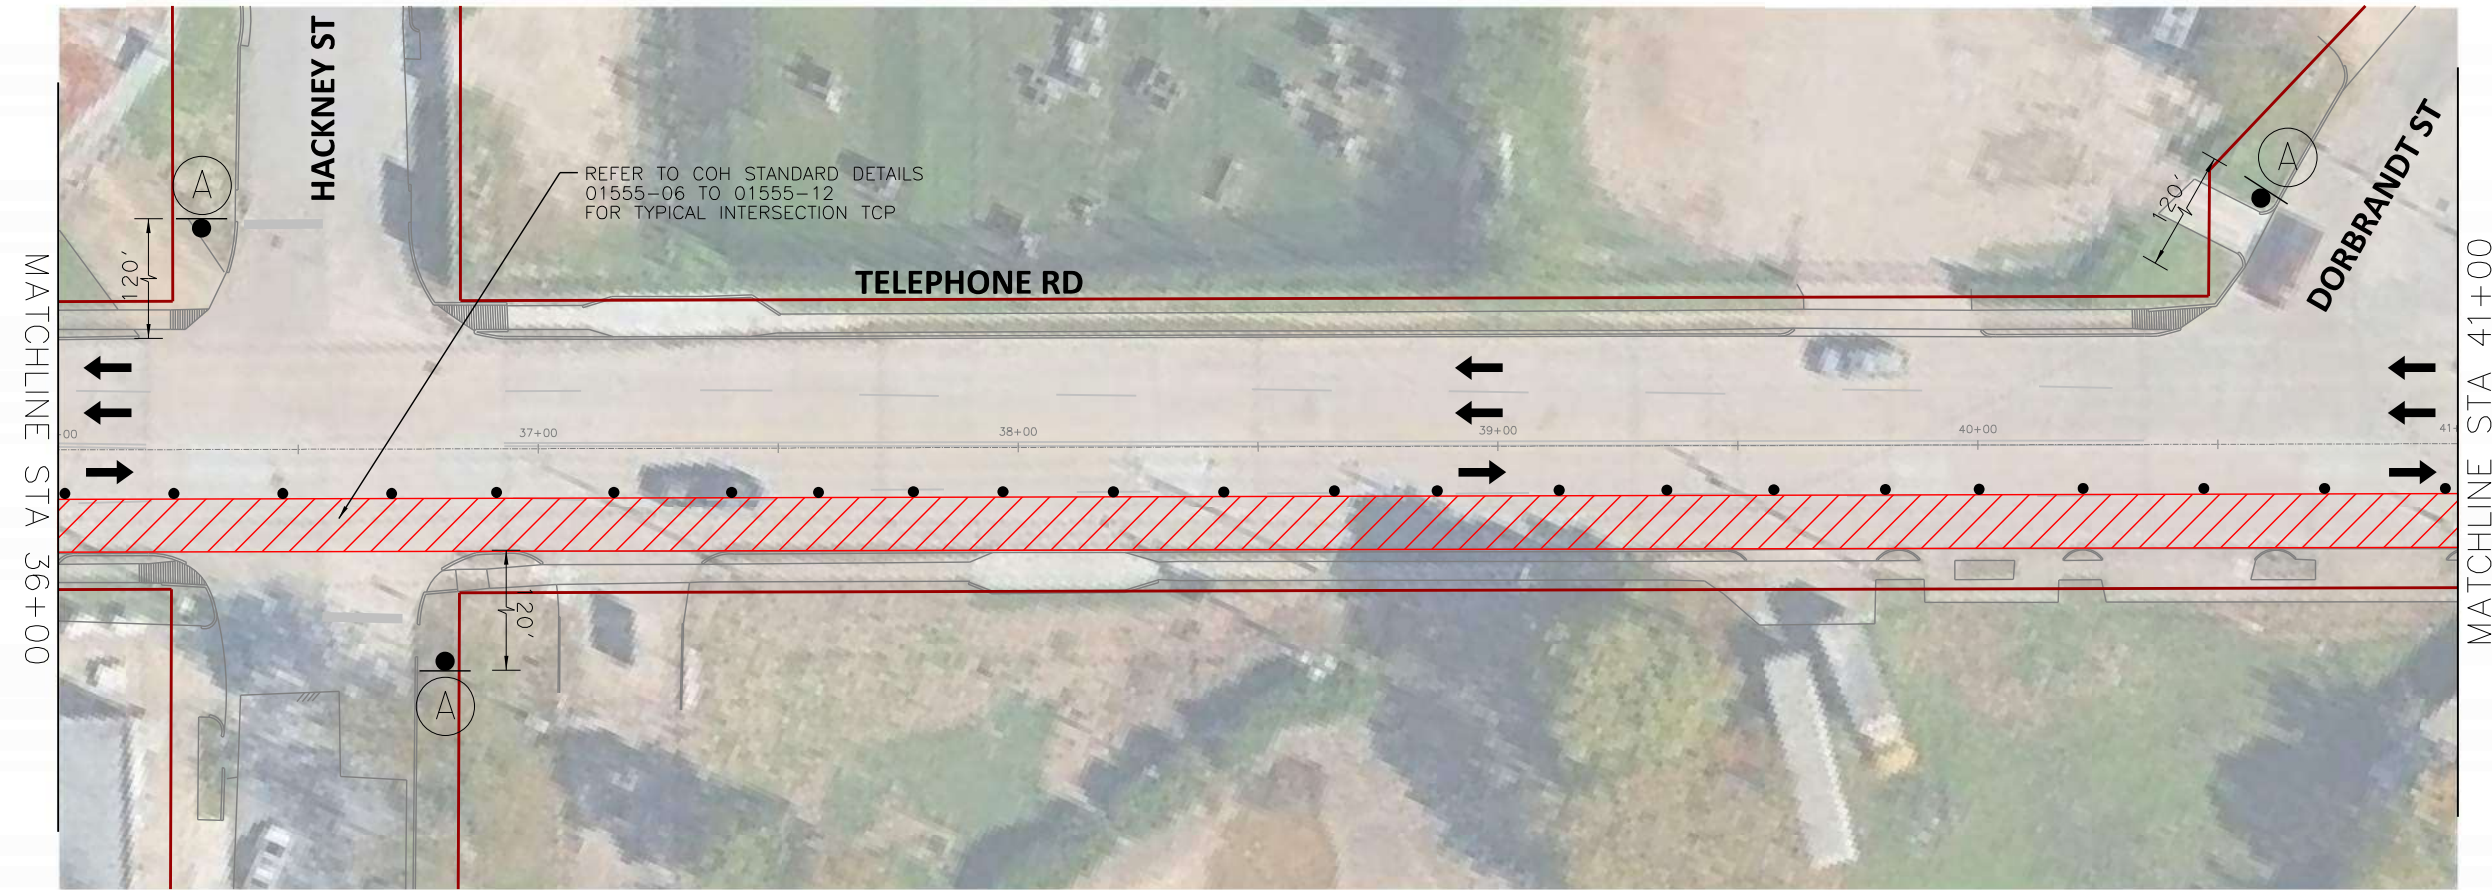 HACKNEY ST
A
REFER TO COH STANDARD DETAILS
01555-06 TO 01555-12
FOR TYPICAL INTERSECTION TCP
120'
TELEPHONE RD
A
120'
DORBRANDT ST
MATCHLINE STA 36+00
MATCHLINE STA 41+00
+00
37+00
38+00
39+00
40+00
41+
120'
A